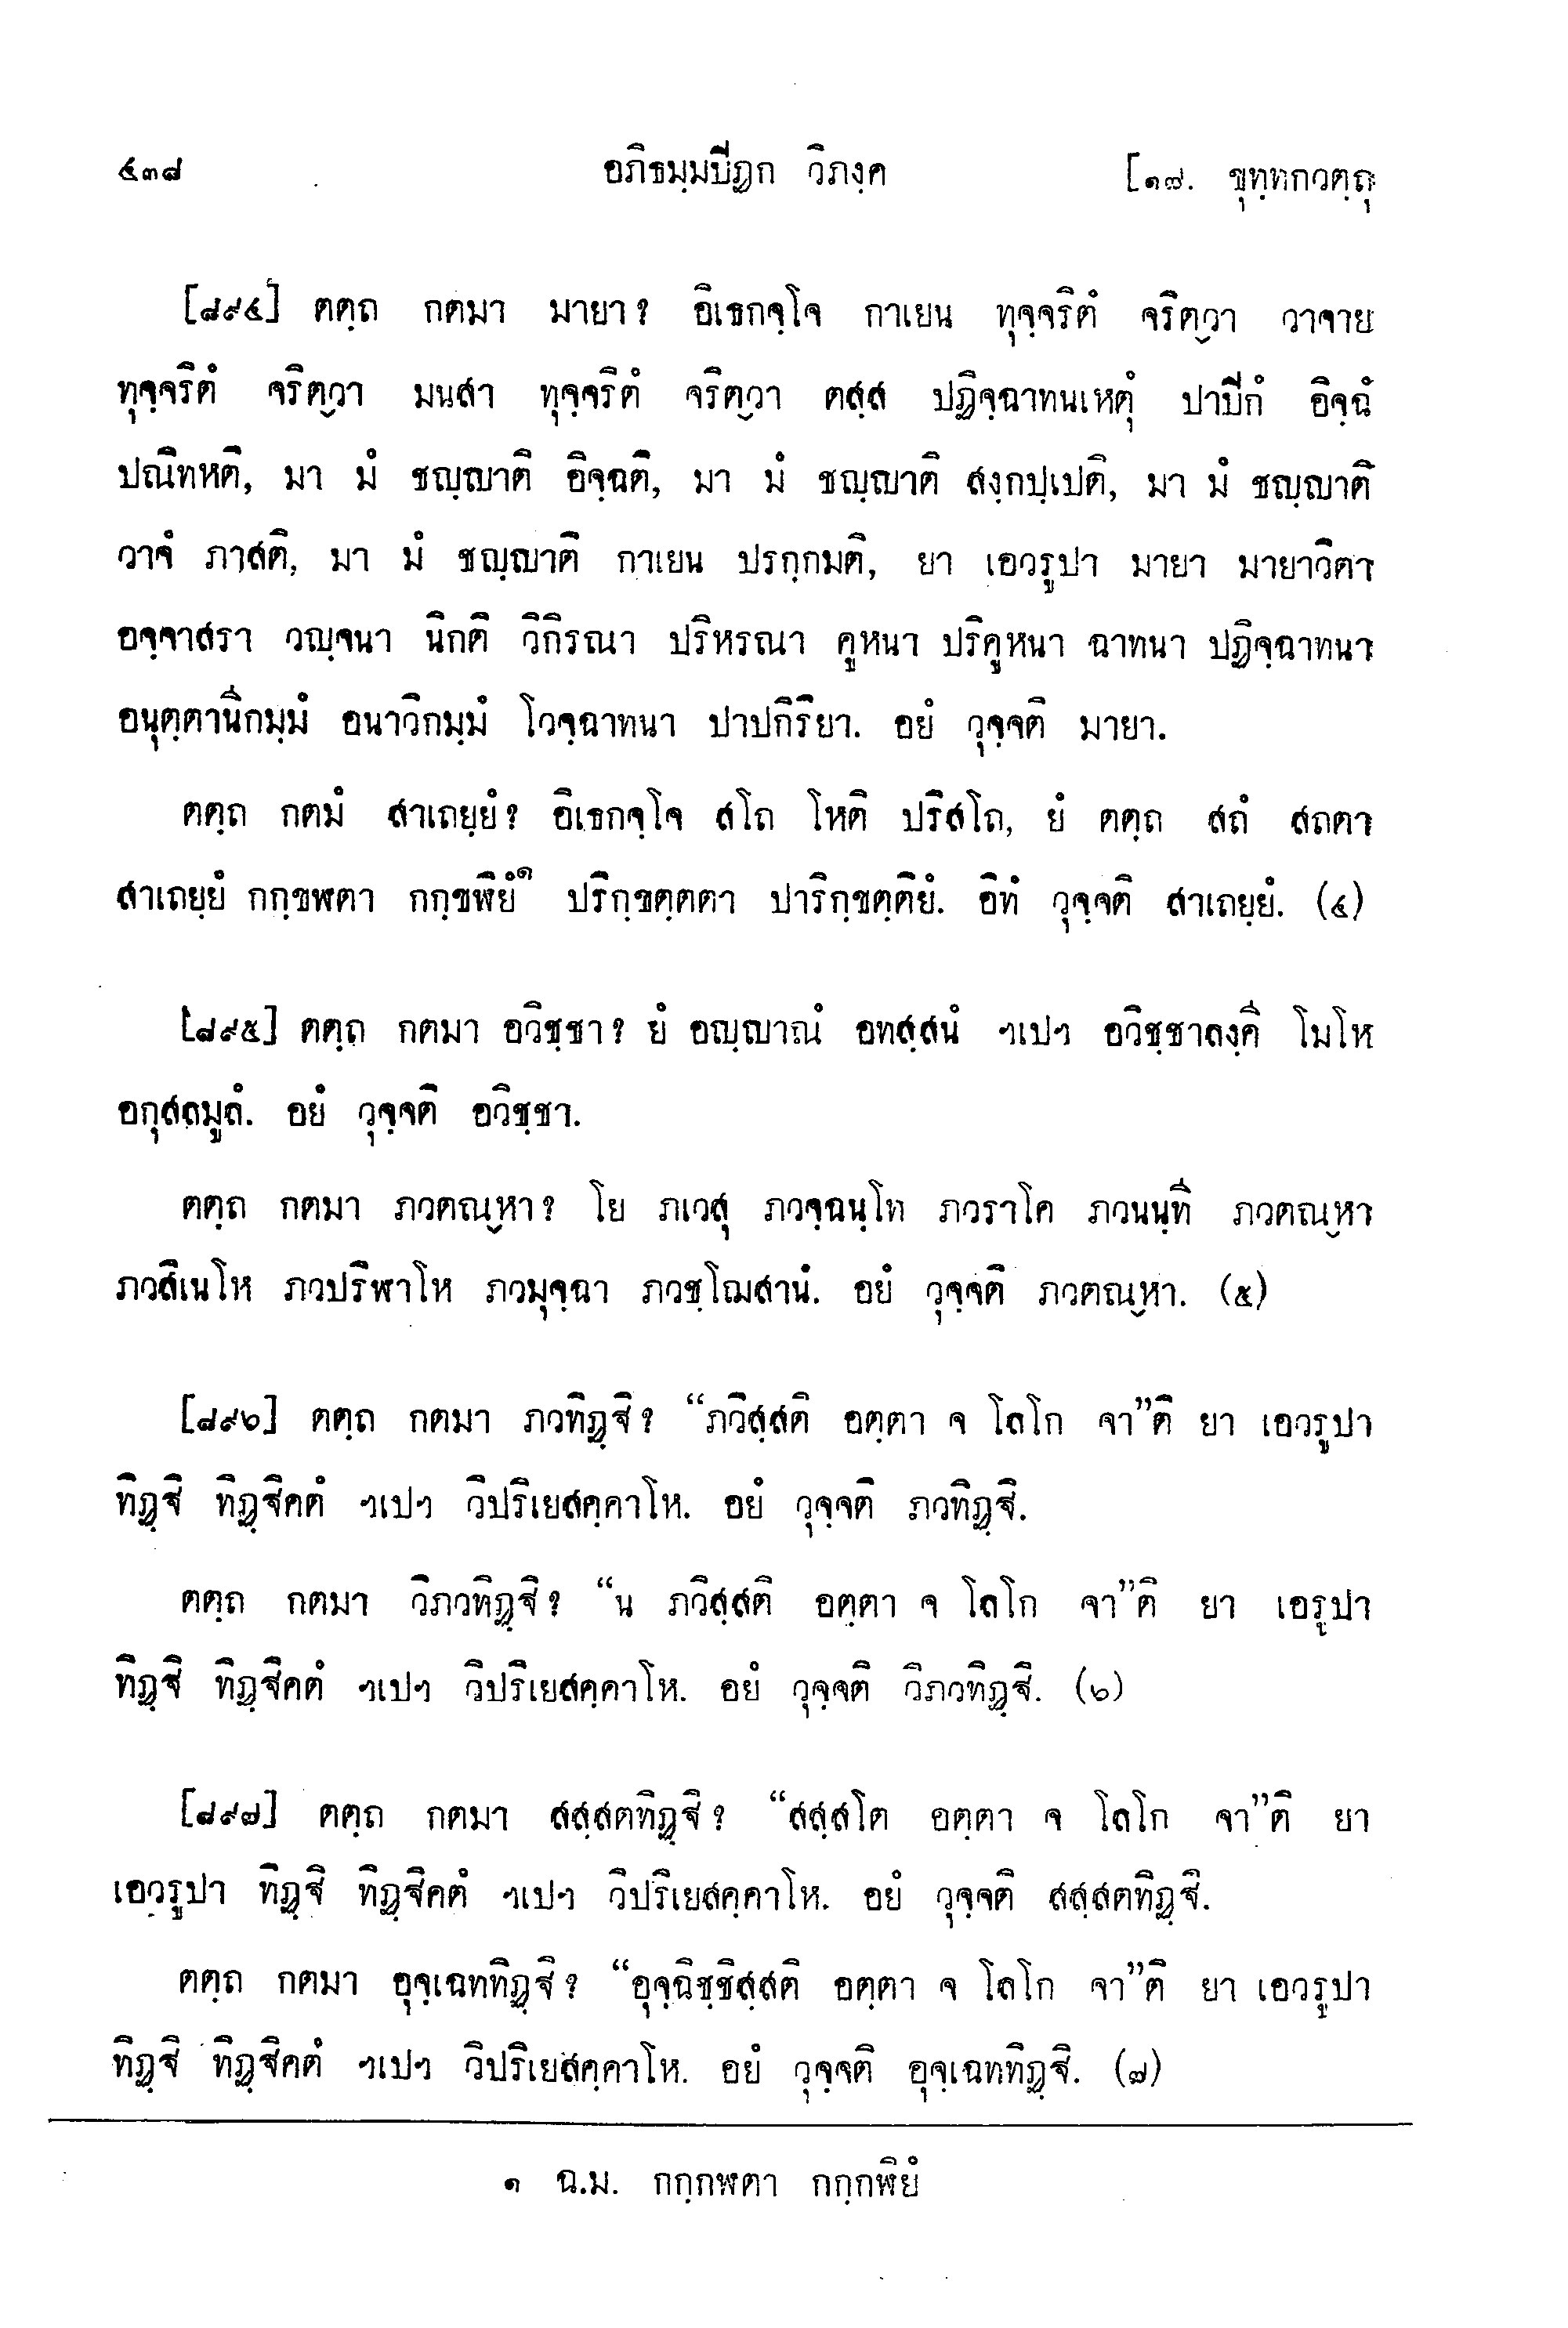 ๔๓๘ อภิธมฺมปิฏก วิภงฺค [๑๗. ขุทฺทกวตฺถุ
[๘๙๔] ตตฺถ กตมา มายา? อิเธกจฺโจ กาเยน ทุจฺจริตํ จริตฺวา วาจาย
ทุจฺจริตํ จริตฺวา มนสา ทุจฺจริตํ จริตฺวา ตสฺส ปฏิจฺฉาทนเหตุํ ปาปิกํ อิจฺฉํ
ปณิทหติ, มา มํ ชญฺญาติ อิจฺฉติ, มา มํ ชญฺญาติ สงฺกปฺเปติ, มา มํ ชญฺญาติ
วาจํ ภาสติ, มา มํ ชญฺญาติ กาเยน ปรกฺกมติ, ยา เอวรูปา มายา มายาวิตา
อจฺจาสรา วญฺจนา นิกติ วิกิรณา ปริหรณา คูหนา ปริคูหนา ฉาทนา ปฏิจฺฉาทนา
อนุตฺตานิกมฺมํ อนาวิกมฺมํ โวจฺฉาทนา ปาปกิริยา. อยํ วุจฺจติ มายา.
ตตฺถ กตมํ สาเถยฺยํ? อิเธกจฺโจ สโถ โหติ ปริสโถ, ยํ ตตฺถ สถํ สถตา
สาเถยฺยํ กกฺขฬตา กกฺขฬิยํ๑ ปริกฺขตฺตตา ปาริกฺขตฺติยํ. อิทํ วุจฺจติ สาเถยฺยํ. (๔)
[๘๙๕] ตตฺถ กตมา อวิชฺชา? ยํ อญฺญาณํ อทสฺสนํ ฯเปฯ อวิชฺชาลงฺคี โมโห
อกุสลมูลํ. อยํ วุจฺจติ อวิชฺชา.
ตตฺถ กตมา ภวตณฺหา? โย ภเวสุ ภวจฺฉนฺโท ภวราโค ภวนนฺที ภวตณฺหา
ภวสิเนโห ภวปริฬาโห ภวมุจฺฉา ภวชฺโฌสานํ. อยํ วุจฺจติ ภวตณฺหา. (๕)
[๘๙๖] ตตฺถ กตมา ภวทิฏฺฐิ? “ภวิสฺสติ อตฺตา จ โลโก จา”ติ ยา เอวรูปา
ทิฏฺฐิ ทิฏฺฐิคตํ ฯเปฯ วิปริเยสคฺคาโห. อยํ วุจฺจติ ภวทิฏฺฐิ.
ตตฺถ กตมา วิภวทิฏฺฐิ? “น ภวิสฺสติ อตฺตา จ โลโก จา”ติ ยา เอรูปา
ทิฏฺฐิ ทิฏฺฐิคตํ ฯเปฯ วิปริเยสคฺคาโห. อยํ วุจฺจติ วิภวทิฏฺฐิ. (๖)
[๘๙๗] ตตฺถ กตมา สสฺสตทิฏฺฐิ? “สสฺสโต อตฺตา จ โลโก จา”ติ ยา
เอวรูปา ทิฏฺฐิ ทิฏฺฐิคตํ ฯเปฯ วิปริเยสคฺคาโห. อยํ วุจฺจติ สสฺสตทิฏฺฐิ.
ตตฺถ กตมา อุจฺเฉททิฏฺฐิ? “อุจฺฉิชฺชิสฺสติ อตฺตา จ โลโก จา”ติ ยา เอวรูปา
ทิฏฺฐิ ทิฏฺฐิคตํ ฯเปฯ วิปริเยสคฺคาโห. อยํ วุจฺจติ อุจฺเฉททิฏฺฐิ. (๗)
๑ ฉ.ม. กกฺกฬตา กกฺกฬิยํ